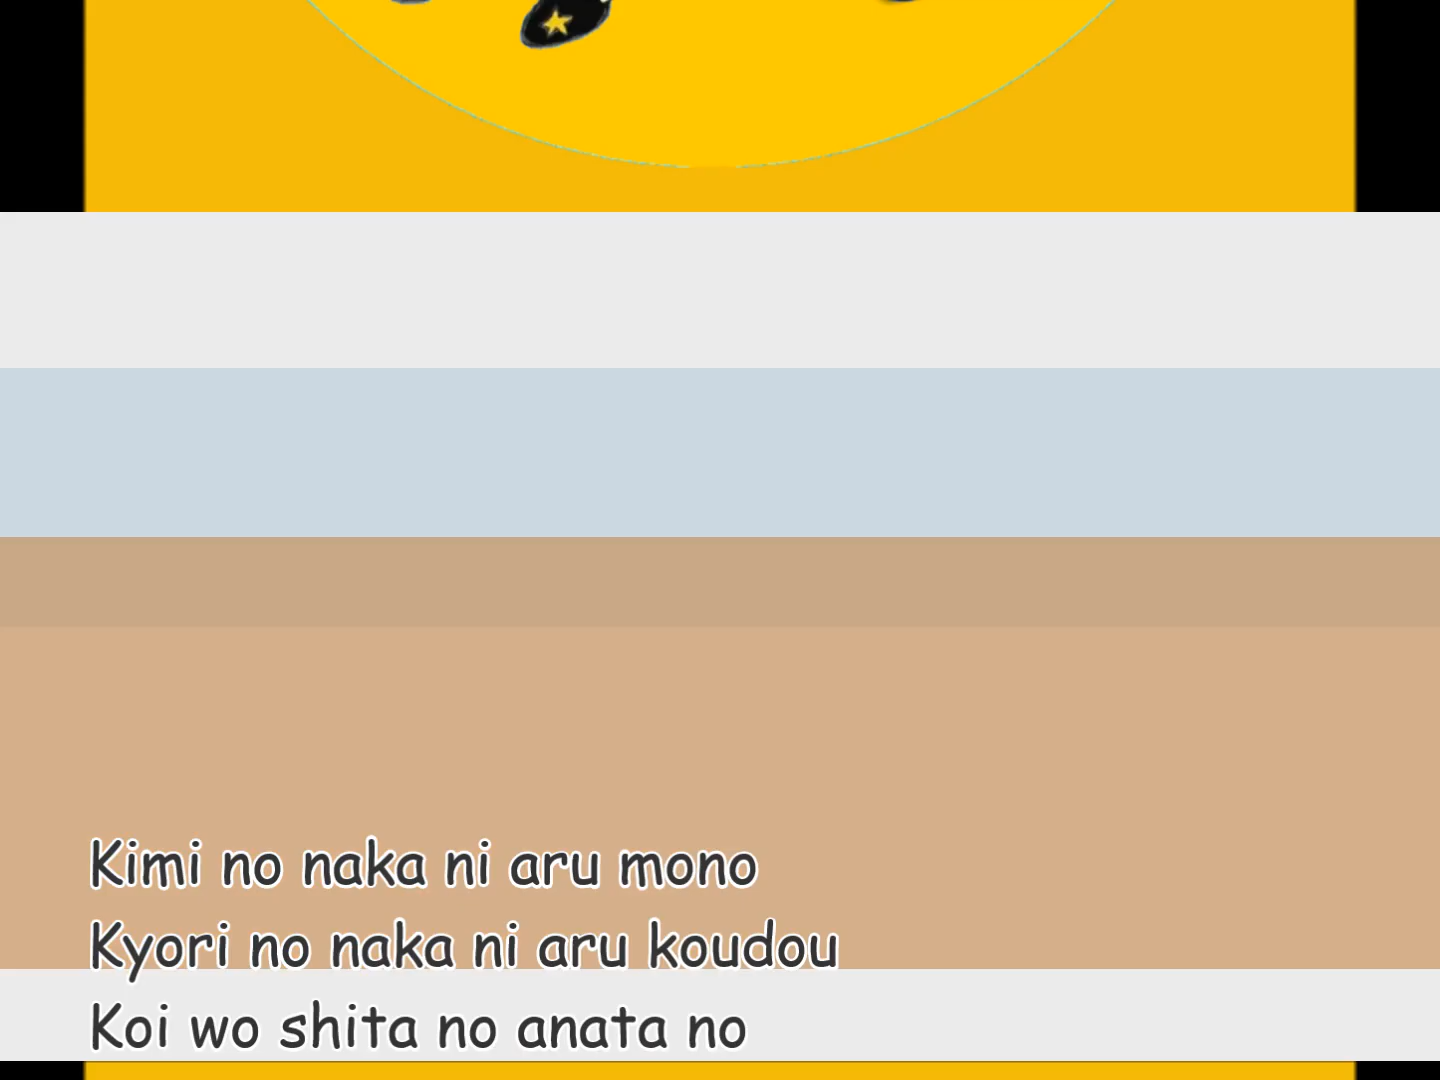 Kimi no naka ni aru mono
Kyori no naka ni aru koudou
Koi wo shita no anata no